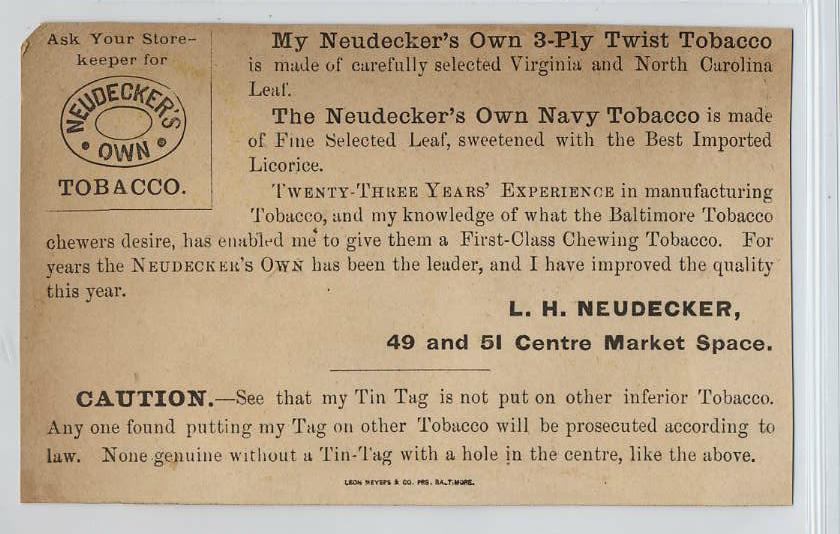 Ask Your Store-
keeper for
NEUDECKER'S
• OWN •
TOBACCO.
My Neudecker's Own 3-Ply Twist Tobacco
is made of carefully selected Virginia and North Carolina
Leaf.
The Neudecker's Own Navy Tobacco is made
of Fine Selected Leaf, sweetened with the Best Imported
Licorice.
TWENTY-THREE YEARS' EXPERIENCE in manufacturing
Tobacco, and my knowledge of what the Baltimore Tobacco
chewers desire, has enabled me to give them a First-Class Chewing Tobacco. For
years the NEUDECKER'S OWN has been the leader, and I have improved the quality
this year.
L. H. NEUDECKER,
49 and 51 Centre Market Space.
CAUTION.—See that my Tin Tag is not put on other inferior Tobacco.
Any one found putting my Tag on other Tobacco will be prosecuted according to
law. None genuine without a Tin-Tag with a hole in the centre, like the above.
LEON MEYERS & CO. PRS. BALTIMORE.